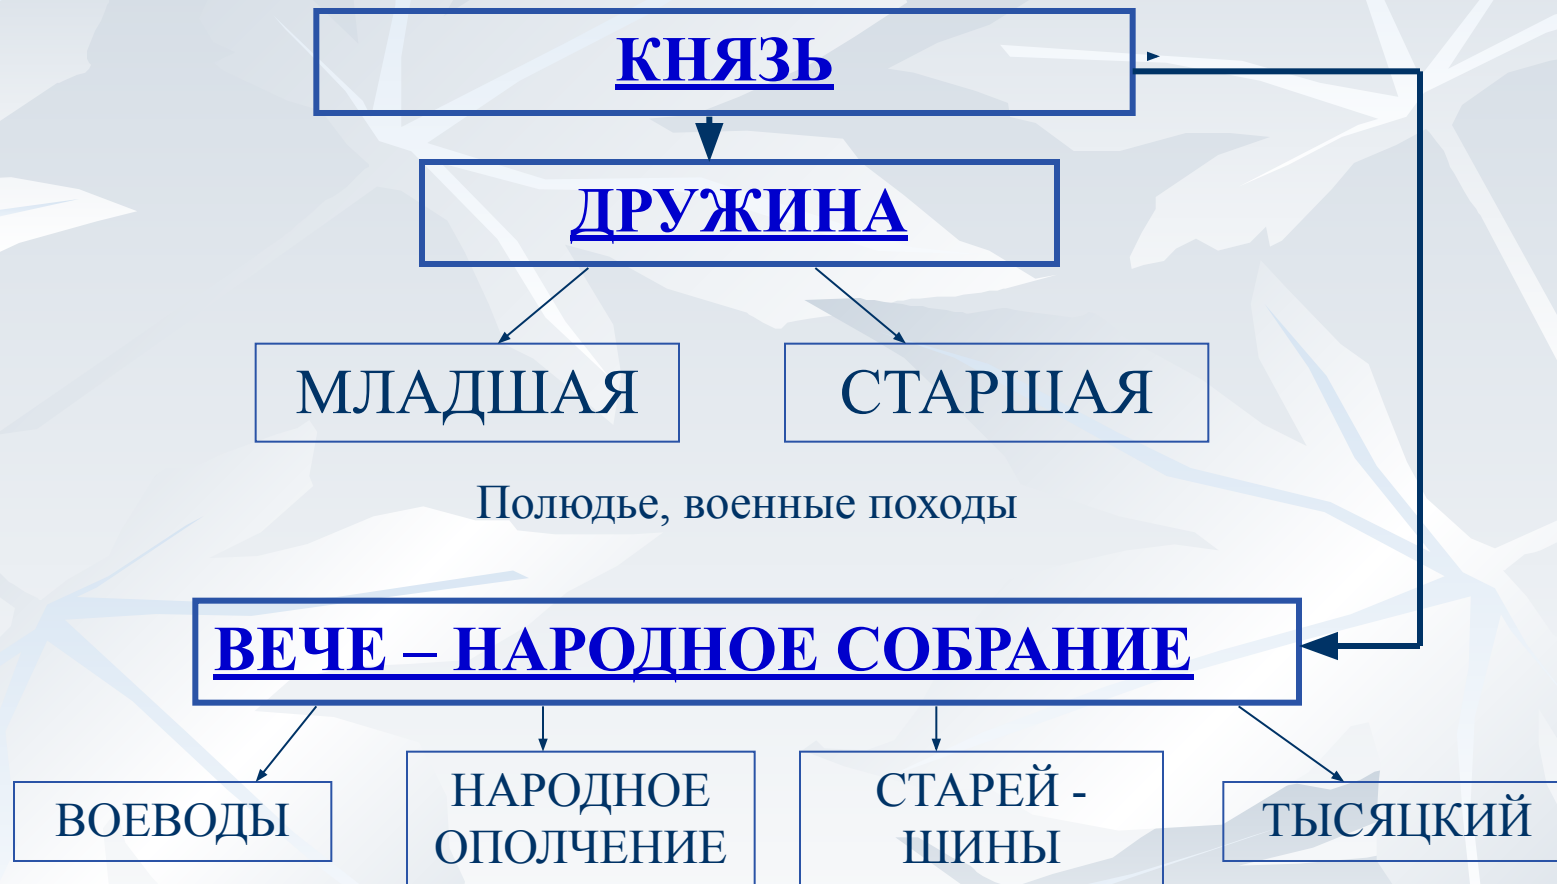 КНЯЗЬ
ДРУЖИНА
МЛАДШАЯ
СТАРШАЯ
Полюдье, военные походы
ВЕЧЕ – НАРОДНОЕ СОБРАНИЕ
ВОЕВОДЫ
НАРОДНОЕ
ОПОЛЧЕНИЕ
СТАРЕЙ -
ШИНЫ
ТЫСЯЦКИЙ